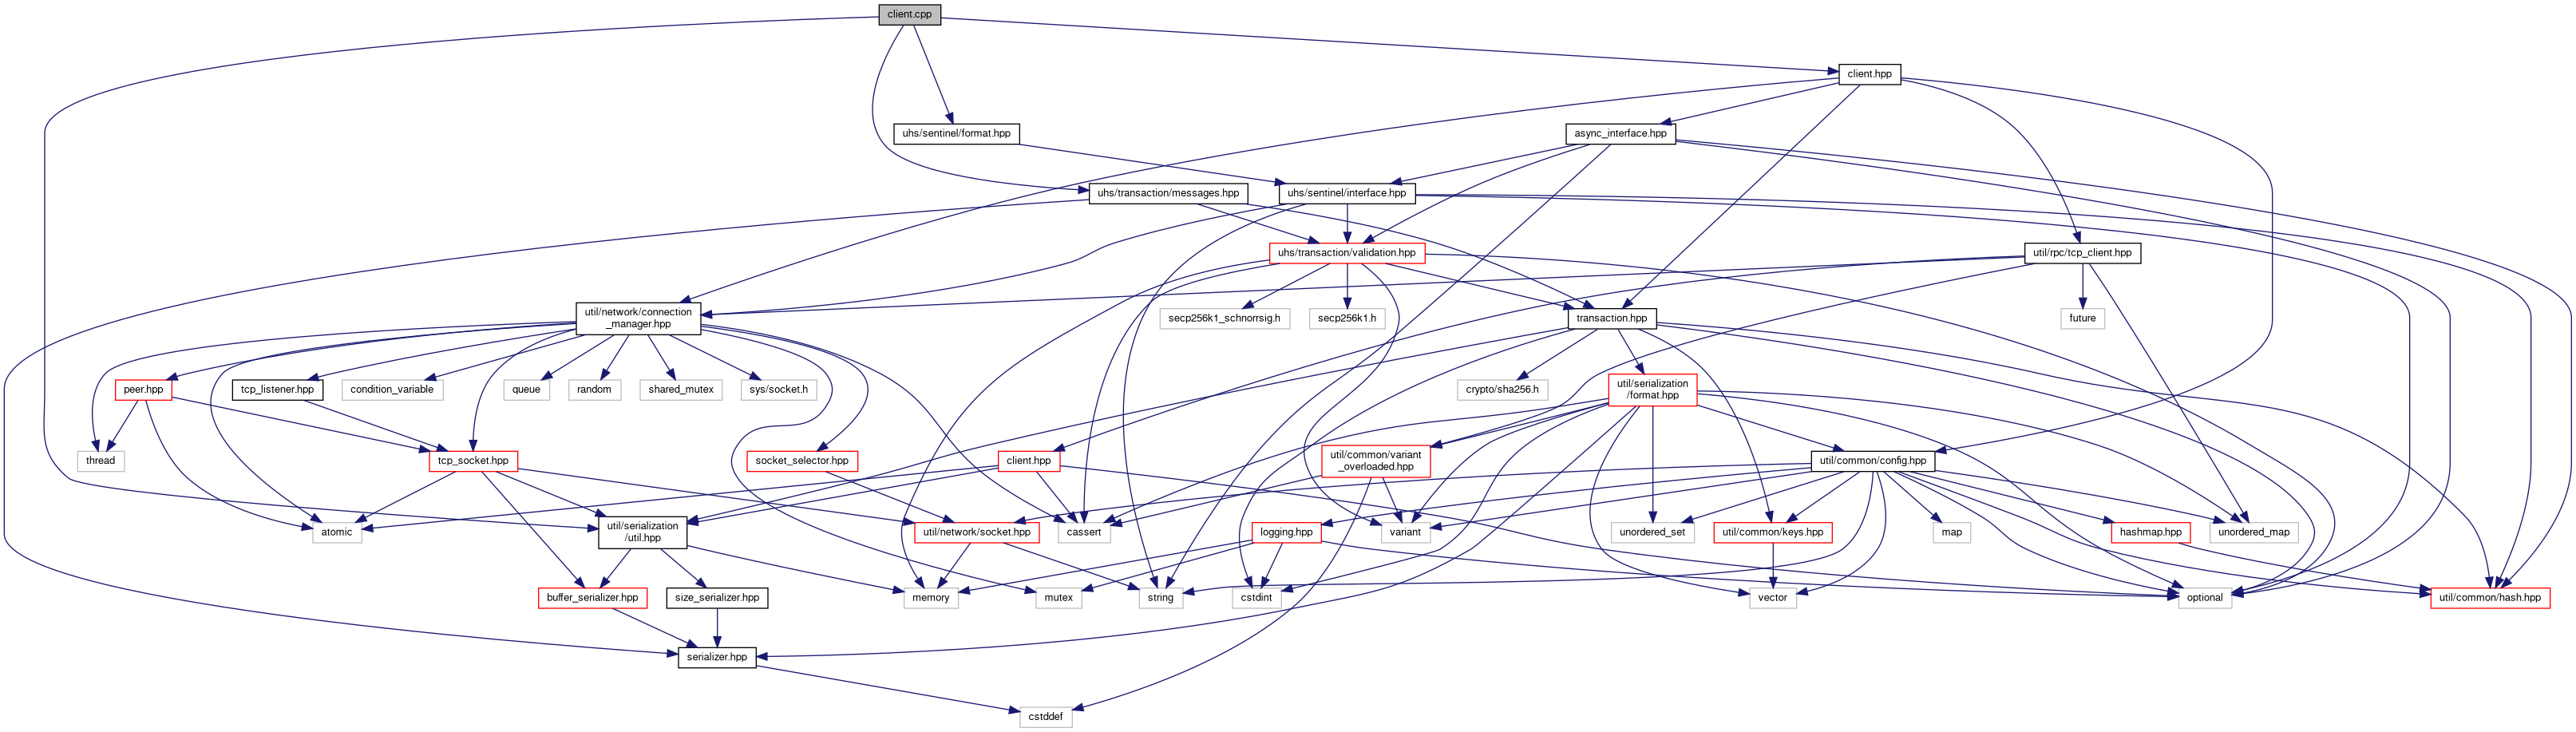 client.cpp
client.hpp
uhs/sentinel/format.hpp
async_interface.hpp
uhs/transaction/messages.hpp
uhs/sentinel/interface.hpp
uhs/transaction/validation.hpp
util/rpc/tcp_client.hpp
util/network/connection
_manager.hpp
secp256k1_schnorrsig.h
secp256k1.h
transaction.hpp
future
peer.hpp
tcp_listener.hpp
condition_variable
queue
random
shared_mutex
sys/socket.h
crypto/sha256.h
util/serialization
/format.hpp
thread
tcp_socket.hpp
socket_selector.hpp
client.hpp
util/common/variant
_overloaded.hpp
util/common/config.hpp
atomic
util/serialization
/util.hpp
util/network/socket.hpp
cassert
logging.hpp
variant
unordered_set
util/common/keys.hpp
map
hashmap.hpp
unordered_map
buffer_serializer.hpp
size_serializer.hpp
memory
mutex
string
cstdint
vector
optional
util/common/hash.hpp
serializer.hpp
cstddef